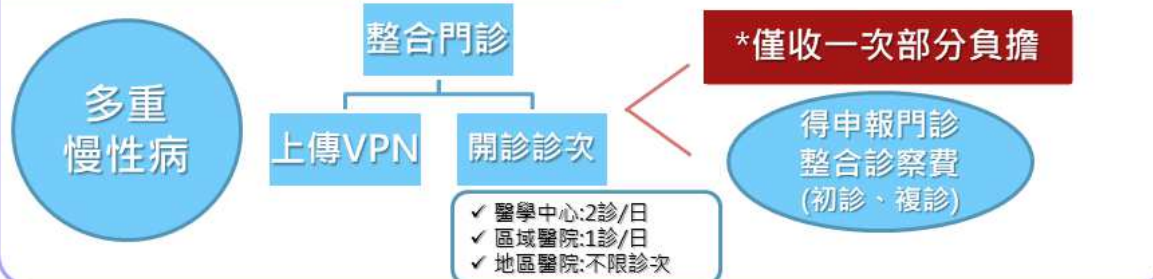 多重
慢性病
整合門診
上傳VPN
開診診次
✓ 醫學中心:2診/日
✓ 區域醫院:1診/日
✓ 地區醫院:不限診次
*僅收一次部分負擔
得申報門診
整合診察費
(初診、複診)